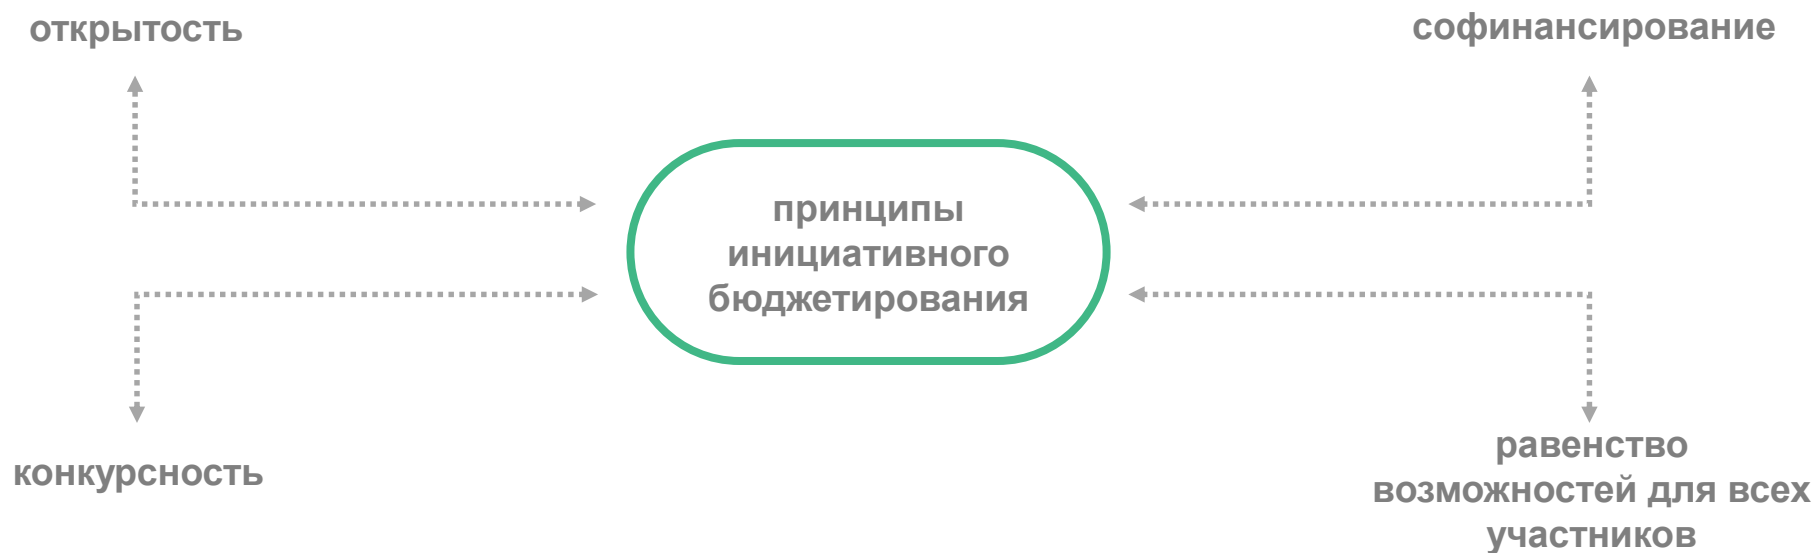 открытость
софинансирование
принципы
инициативного
бюджетирования
конкурсность
равенство
возможностей для всех
участников